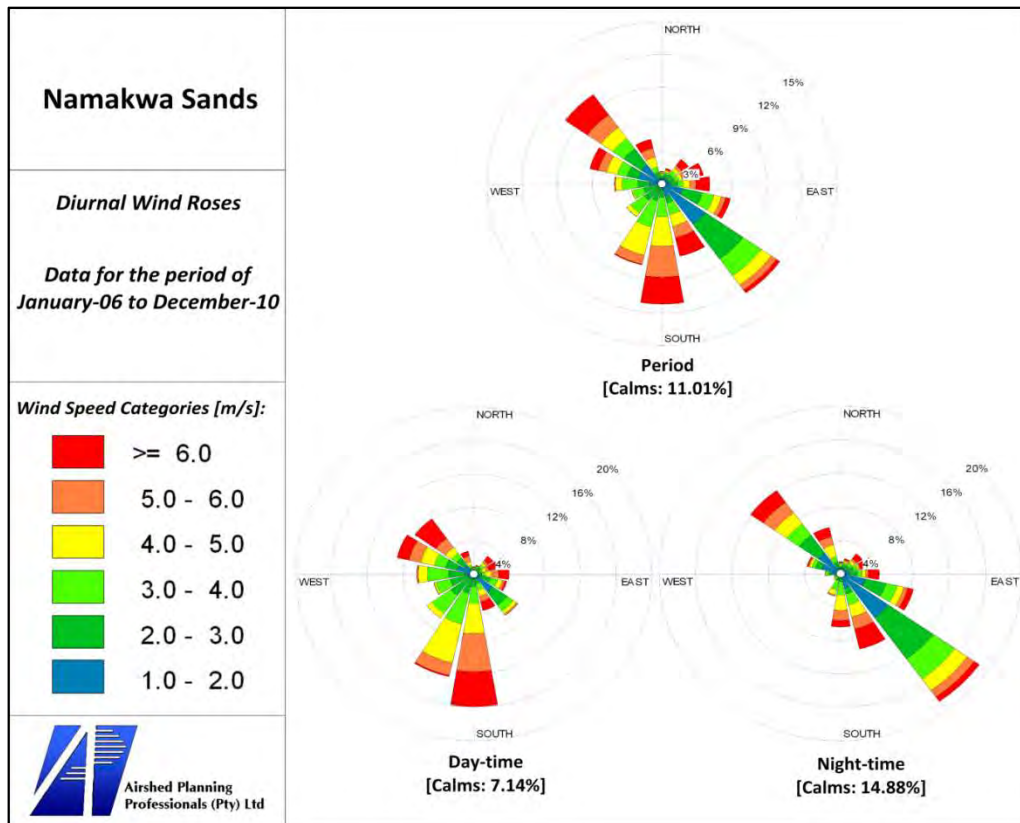 Namakwa Sands
Diurnal Wind Roses
Data for the period of
January-06 to December-10
Wind Speed Categories [m/s]:
>= 6.0
5.0 - 6.0
4.0 - 5.0
3.0 - 4.0
2.0 - 3.0
1.0 - 2.0
Airshed Planning
Professionals (Pty) Ltd
NORTH
15%
12%
9%
6%
3%
WEST
EAST
SOUTH
Period
[Calms: 11.01%]
NORTH
20%
16%
12%
8%
4%
WEST
EAST
SOUTH
Day-time
[Calms: 7.14%]
NORTH
20%
16%
12%
8%
4%
WEST
EAST
SOUTH
Night-time
[Calms: 14.88%]